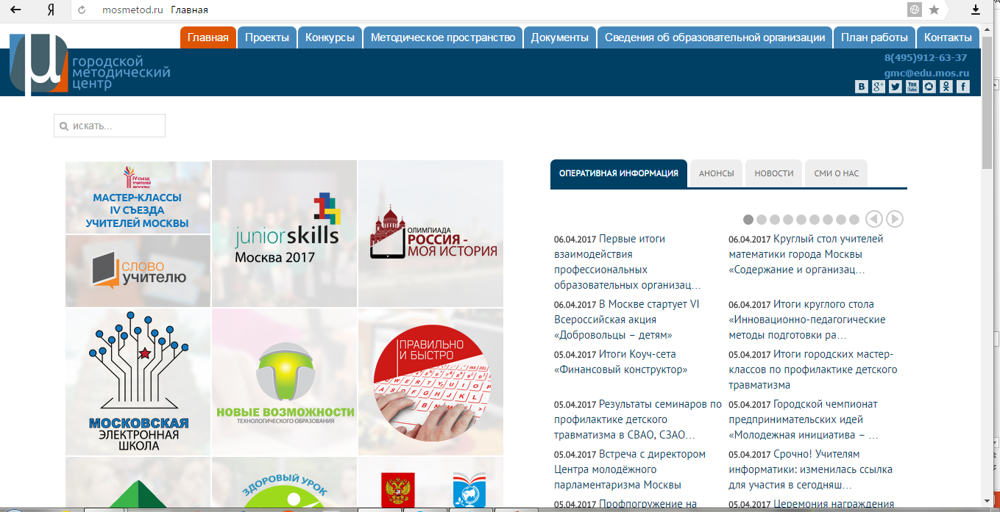 Я mosmetod.ru Главная
Главная Проекты Конкурсы Методическое пространство Документы Сведения об образовательной организации План работы Контакты
μ
городской
методический
центр
8(495)912-63-37
gmc@edu.mos.ru
B g+ You Tube f
искать...
IV съезд
учителей
москвы
МАСТЕР-КЛАССЫ
IV СЪЕЗДА
УЧИТЕЛЕЙ МОСКВЫ
СЛОВО
учителю
juniorskills
Москва 2017
ОЛИМПИАДА
РОССИЯ -
МОЯ ИСТОРИЯ
МОСКОВСКАЯ
ЭЛЕКТРОННАЯ
ШКОЛА
НОВЫЕ ВОЗМОЖНОСТИ
ТЕХНОЛОГИЧЕСКОГО ОБРАЗОВАНИЯ
ПРАВИЛЬНО
И БЫСТРО
ЗДОРОВЫЙ УРОК
ОПЕРАТИВНАЯ ИНФОРМАЦИЯ АНОНСЫ НОВОСТИ СМИ О НАС
06.04.2017 Первые итоги
взаимодействия
профессиональных
образовательных организац...
06.04.2017 Круглый стол учителей
математики города Москвы
«Содержание и организац...
06.04.2017 В Москве стартует VI
Всероссийская акция
«Добровольцы – детям»
06.04.2017 Итоги круглого стола
«Инновационно-педагогические
методы подготовки ра...
05.04.2017 Итоги Коуч-сета
«Финансовый конструктор»
05.04.2017 Итоги городских мастер-
классов по профилактике детского
травматизма
05.04.2017 Результаты семинаров по
профилактике детского
травматизма в СВАО, СЗАО...
05.04.2017 Городской чемпионат
предпринимательских идей
«Молодежная инициатива – ...
05.04.2017 Встреча с директором
Центра молодёжного
парламентаризма Москвы
05.04.2017 Срочно! Учителям
информатики: изменилась ссылка
для участия в сегодняш...
05.04.2017 Профпогружение на
05.04.2017 Церемония награждения